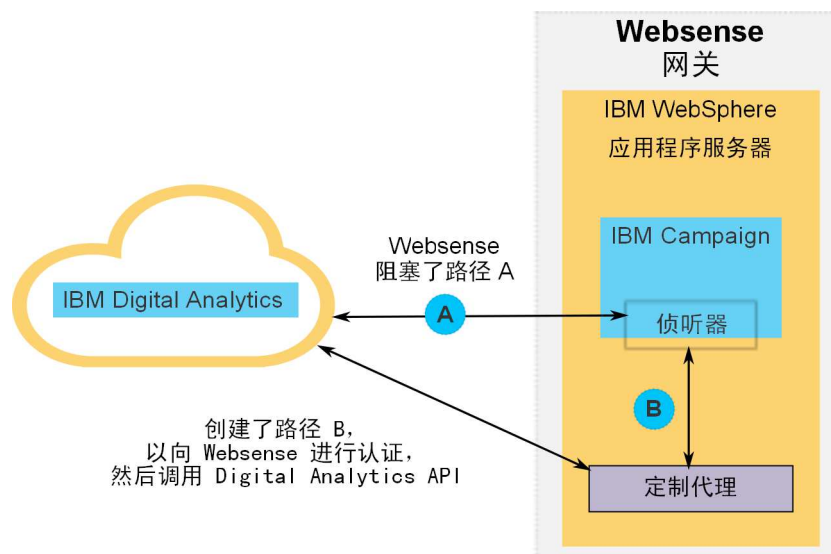 Websense
网关
IBM WebSphere
应用程序服务器
IBM Campaign
侦听器
Websense
阻塞了路径 A
IBM Digital Analytics
A
B
创建了路径 B,
以向 Websense 进行认证,
然后调用 Digital Analytics API
定制代理